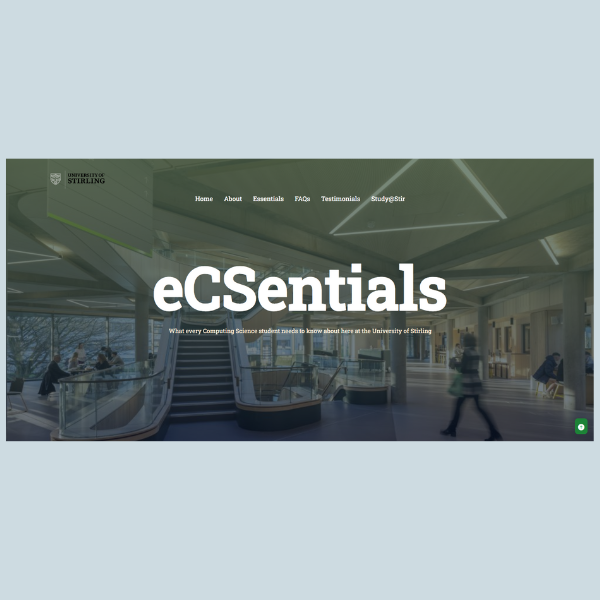 UNIVERSITY of
STIRLING
Home About Essentials FAQs Testimonials Study@Stir
eCSentials
What every Computing Science student needs to know about here at the University of Stirling